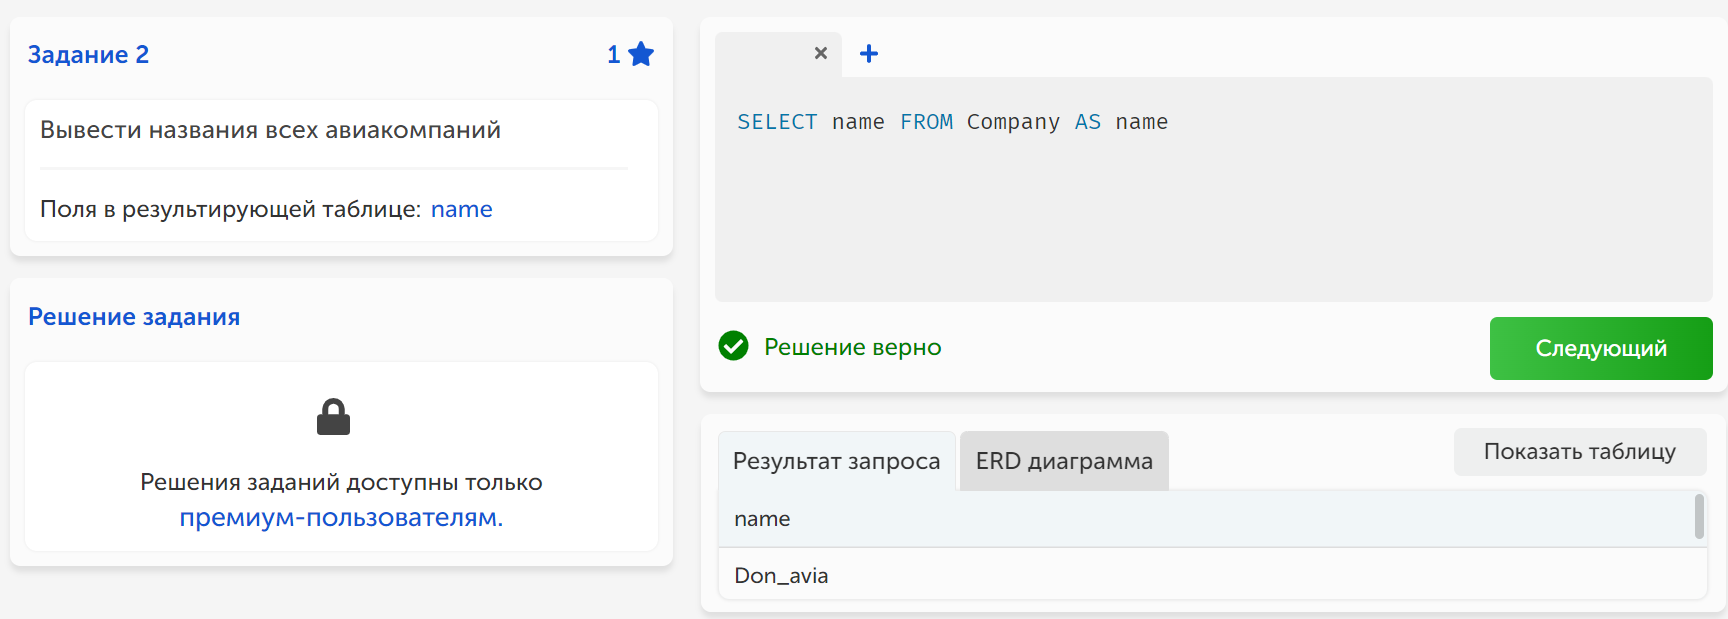 Задание 2
1
Вывести названия всех авиакомпаний
Поля в результирующей таблице: name
Решение задания
Решения заданий доступны только
премиум-пользователям.
SELECT name FROM Company AS name
Решение верно
Следующий
Результат запроса
ERD диаграмма
Показать таблицу
name
Don_avia